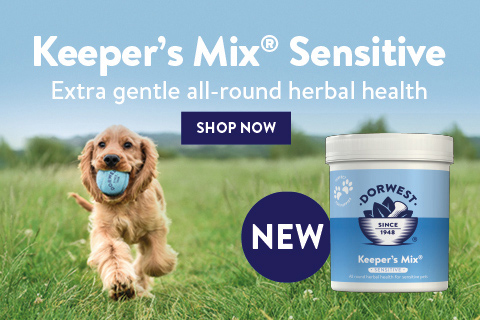 Keeper's Mix® Sensitive
Extra gentle all-round herbal health
SHOP NOW
NEW
·DORWEST·
SINCE
1948
®
Keeper's Mix®
SENSITIVE